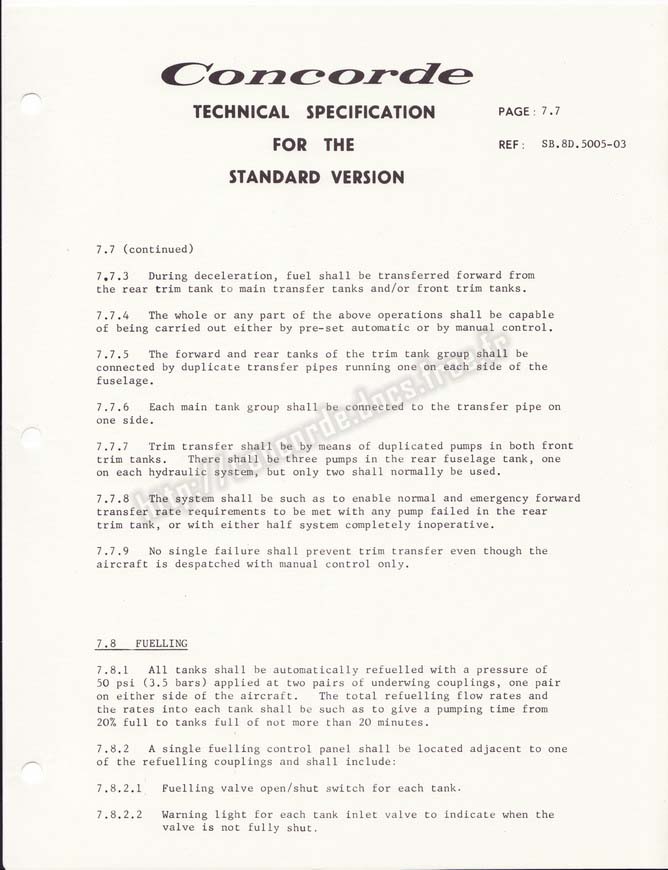 Concorde
TECHNICAL SPECIFICATION
FOR THE
STANDARD VERSION
PAGE : 7.7
REF : SB.8D.5005-03
7.7 (continued)
7.7.3 During deceleration, fuel shall be transferred forward from
the rear trim tank to main transfer tanks and/or front trim tanks.
7.7.4 The whole or any part of the above operations shall be capable
of being carried out either by pre-set automatic or by manual control.
7.7.5 The forward and rear tanks of the trim tank group shall be
connected by duplicate transfer pipes running one on each side of the
fuselage.
7.7.6 Each main tank group shall be connected to the transfer pipe on
one side.
7.7.7 Trim transfer shall be by means of duplicated pumps in both front
trim tanks. There shall be three pumps in the rear fuselage tank, one
on each hydraulic system, but only two shall normally be used.
7.7.8 The system shall be such as to enable normal and emergency forward
transfer rate requirements to be met with any pump failed in the rear
trim tank, or with either half system completely inoperative.
7.7.9 No single failure shall prevent trim transfer even though the
aircraft is despatched with manual control only.
http://concorde.docs.free.fr
7.8 FUELLING
7.8.1 All tanks shall be automatically refuelled with a pressure of
50 psi (3.5 bars) applied at two pairs of underwing couplings, one pair
on either side of the aircraft. The total refuelling flow rates and
the rates into each tank shall be such as to give a pumping time from
20% full to tanks full of not more than 20 minutes.
7.8.2 A single fuelling control panel shall be located adjacent to one
of the refuelling couplings and shall include:
7.8.2.1 Fuelling valve open/shut switch for each tank.
7.8.2.2 Warning light for each tank inlet valve to indicate when the
valve is not fully shut.